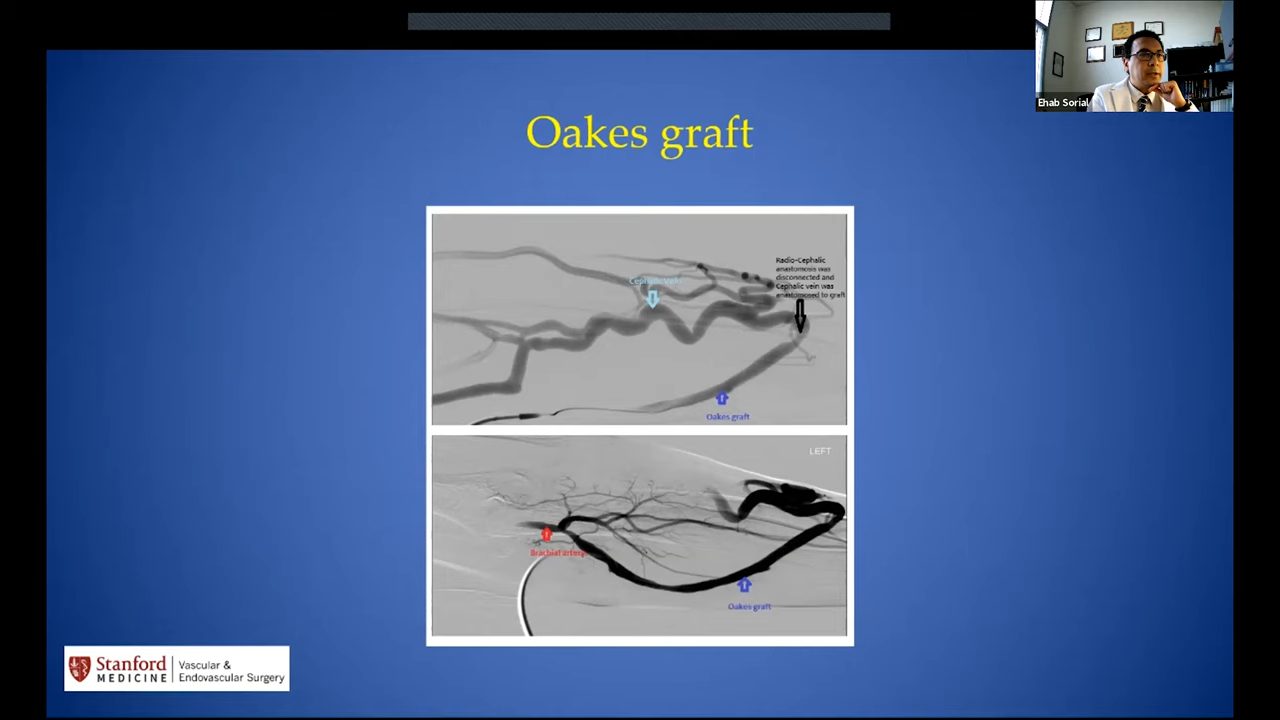 Ehab Sorial
Oakes graft
Radio-Cephalic
anastomosis was
disconnected and
Cephalic vein was
anastomosed to graft
Cephalic Vein
Oakes graft
LEFT
Brachial artery
Oakes graft
Stanford
MEDICINE
Vascular &
Endovascular Surgery